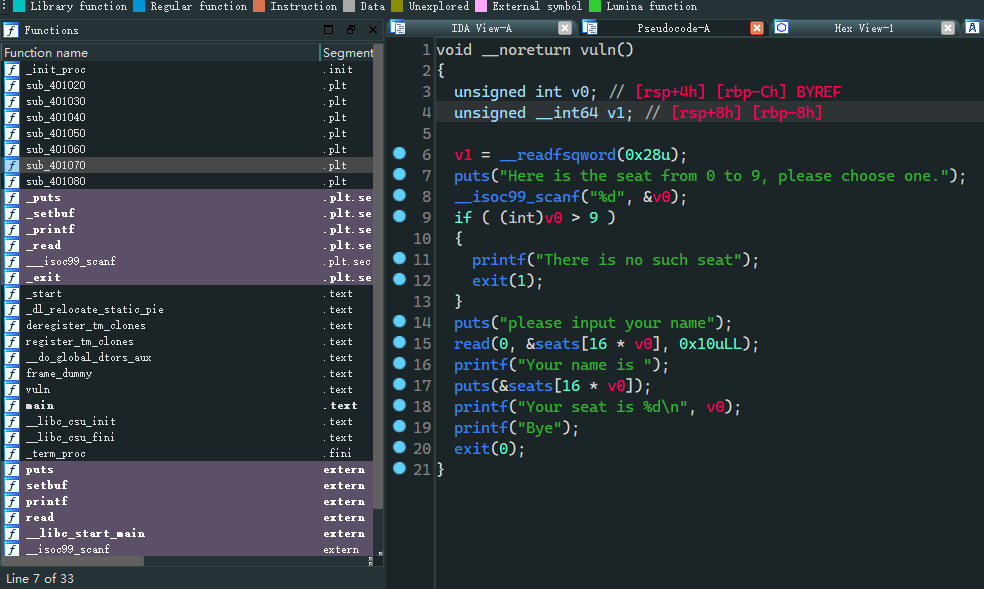 Library function Regular function Instruction Data Unexplored External symbol Lumina function
Functions
IDA View-A Pseudocode-A Hex View-1
Function name Segment
_init_proc .init
sub_401020 .plt
sub_401030 .plt
sub_401040 .plt
sub_401050 .plt
sub_401060 .plt
sub_401070 .plt
sub_401080 .plt
_puts .plt.se
_setbuf .plt.se
_printf .plt.se
_read .plt.se
___isoc99_scanf .plt.sec
_exit .plt.se
_start .text
_dl_relocate_static_pie .text
deregister_tm_clones .text
register_tm_clones .text
__do_global_dtors_aux .text
frame_dummy .text
vuln .text
main .text
__libc_csu_init .text
__libc_csu_fini .text
_term_proc .fini
puts extern
setbuf extern
printf extern
read extern
__libc_start_main extern
__isoc99_scanf extern
Line 7 of 33
1 void __noreturn vuln()
2 {
3 unsigned int v0; // [rsp+4h] [rbp-Ch] BYREF
4 unsigned __int64 v1; // [rsp+8h] [rbp-8h]
5
6 v1 = __readfsqword(0x28u);
7 puts("Here is the seat from 0 to 9, please choose one.");
8 __isoc99_scanf("%d", &v0);
9 if ( (int)v0 > 9 )
10 {
11 printf("There is no such seat");
12 exit(1);
13 }
14 puts("please input your name");
15 read(0, &seats[16 * v0], 0x10uLL);
16 printf("Your name is ");
17 puts(&seats[16 * v0]);
18 printf("Your seat is %d\n", v0);
19 printf("Bye");
20 exit(0);
21 }